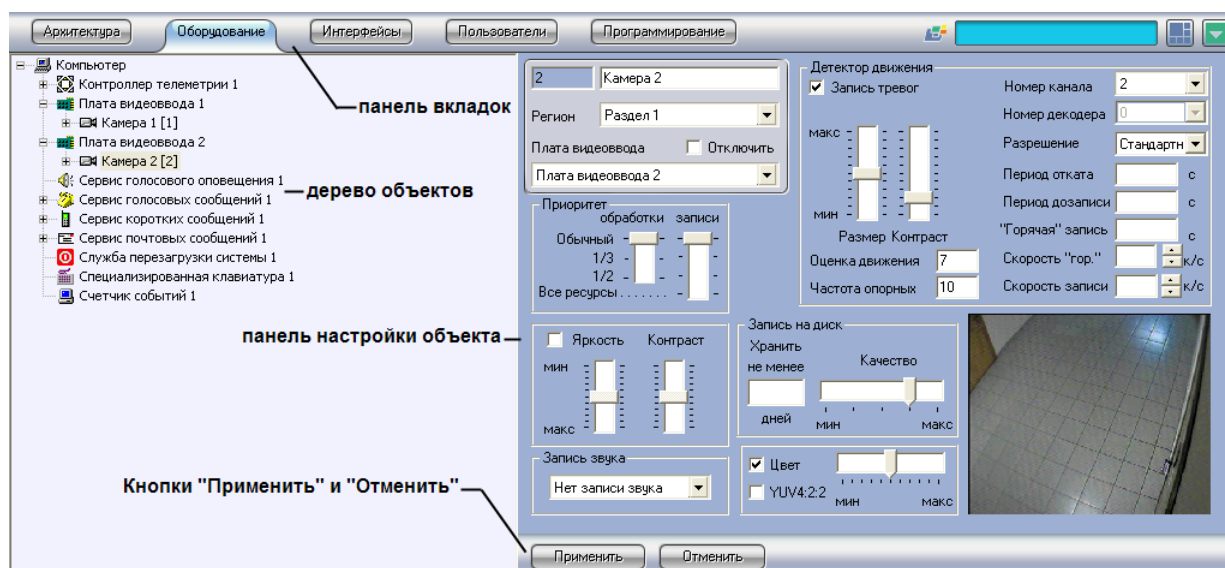 Архитектура
Оборудование
Интерфейсы
Пользователи
Программирование
Компьютер
Контроллер телеметрии 1
Плата видеоввода 1
Камера 1 [1]
Плата видеоввода 2
Камера 2 [2]
Сервис голосового оповещения 1
Сервис голосовых сообщений 1
Сервис коротких сообщений 1
Сервис почтовых сообщений 1
Служба перезагрузки системы 1
Специализированная клавиатура 1
Счетчик событий 1
панель вкладок
дерево объектов
панель настройки объекта
Кнопки "Применить" и "Отменить"
2 Камера 2
Регион Раздел 1
Плата видеоввода Отключить
Плата видеоввода 2
Приоритет
обработки записи
Обычный
1/3
1/2
Все ресурсы.......
Яркость Контраст
мин
макс
Запись звука
Нет записи звука
Детектор движения
Запись тревог
макс
мин
Размер Контраст
Оценка движения 7
Частота опорных 10
Номер канала 2
Номер декодера 0
Разрешение Стандартн
Период отката с
Период дозаписи с
"Горячая" запись с
Скорость "гор." к/с
Скорость записи к/с
Запись на диск
Хранить
не менее
дней
Качество
мин макс
Цвет
YUV4:2:2
мин макс
Применить
Отменить